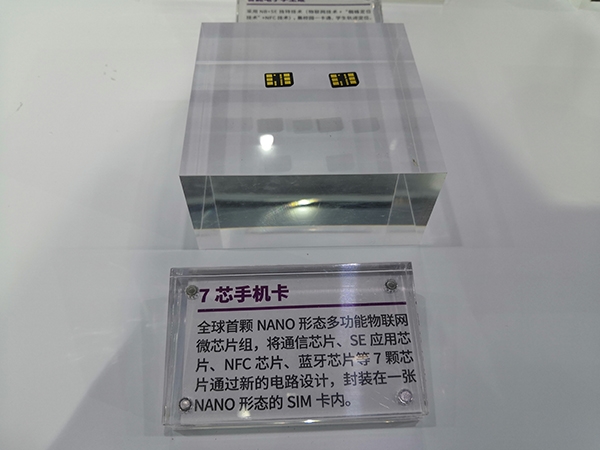 7 芯手机卡
全球首颗 NANO 形态多功能物联网
微芯片组，将通信芯片、SE 应用芯
片、NFC 芯片、蓝牙芯片等 7 颗芯
片通过新的电路设计，封装在一张
NANO 形态的 SIM 卡内。